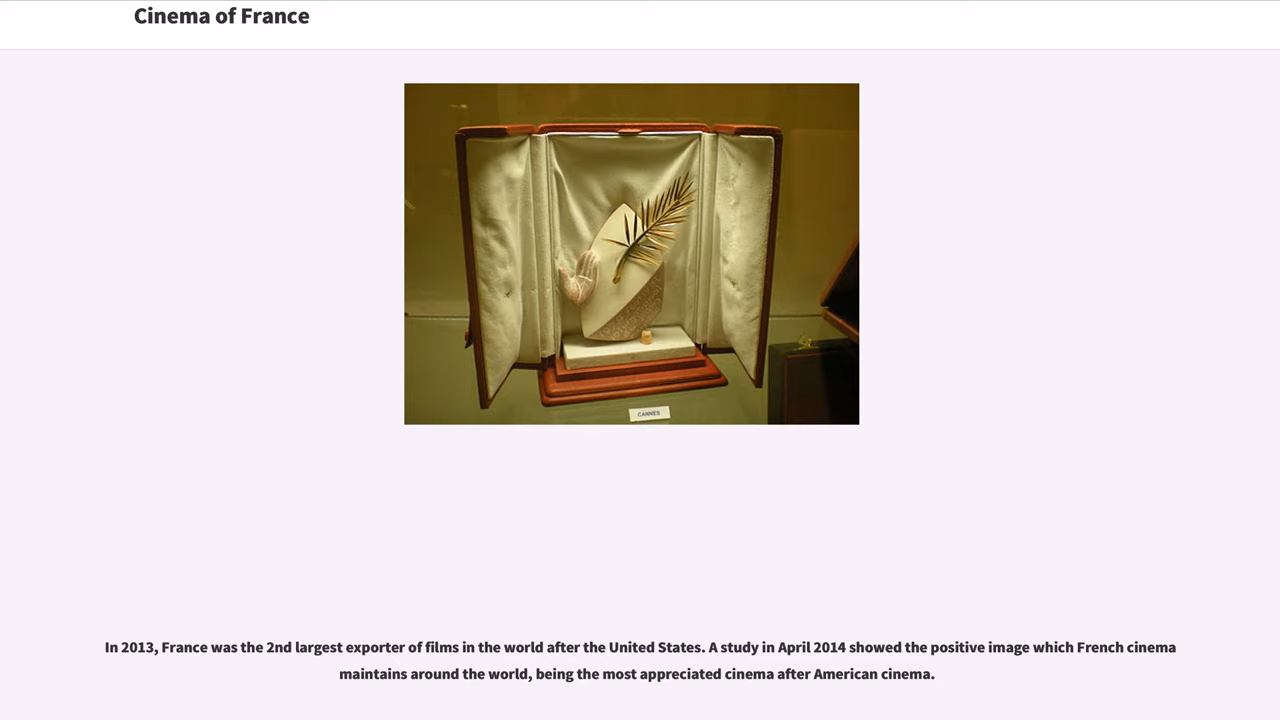 Cinema of France
CANNES
In 2013, France was the 2nd largest exporter of films in the world after the United States. A study in April 2014 showed the positive image which French cinema
maintains around the world, being the most appreciated cinema after American cinema.